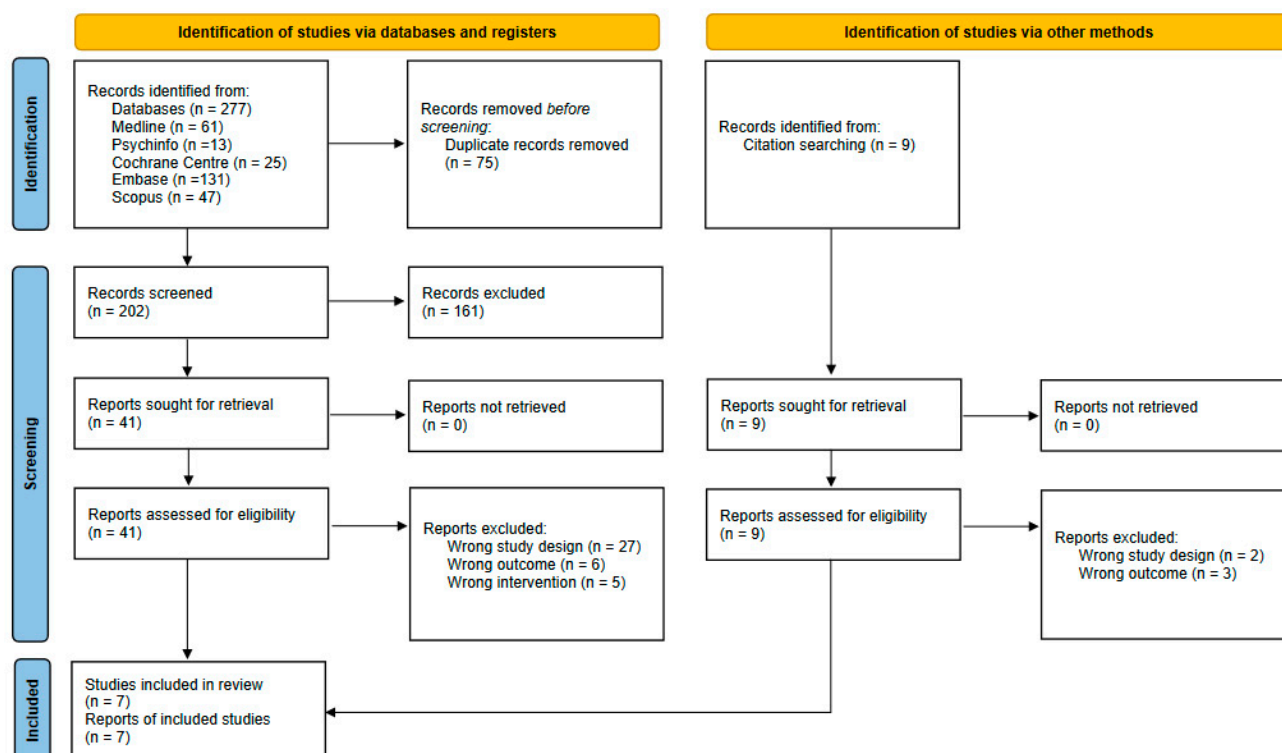 Identification of studies via databases and registers
Identification of studies via other methods
Identification
Records identified from:
Databases (n = 277)
Medline (n = 61)
Psychinfo (n =13)
Cochrane Centre (n = 25)
Embase (n =131)
Scopus (n = 47)
Records removed before
screening:
Duplicate records removed
(n = 75)
Records identified from:
Citation searching (n = 9)
Screening
Records screened
(n = 202)
Records excluded
(n = 161)
Reports sought for retrieval
(n = 41)
Reports not retrieved
(n = 0)
Reports sought for retrieval
(n = 9)
Reports not retrieved
(n = 0)
Reports assessed for eligibility
(n = 41)
Reports excluded:
Wrong study design (n = 27)
Wrong outcome (n = 6)
Wrong intervention (n = 5)
Reports assessed for eligibility
(n = 9)
Reports excluded:
Wrong study design (n = 2)
Wrong outcome (n = 3)
Included
Studies included in review
(n = 7)
Reports of included studies
(n = 7)